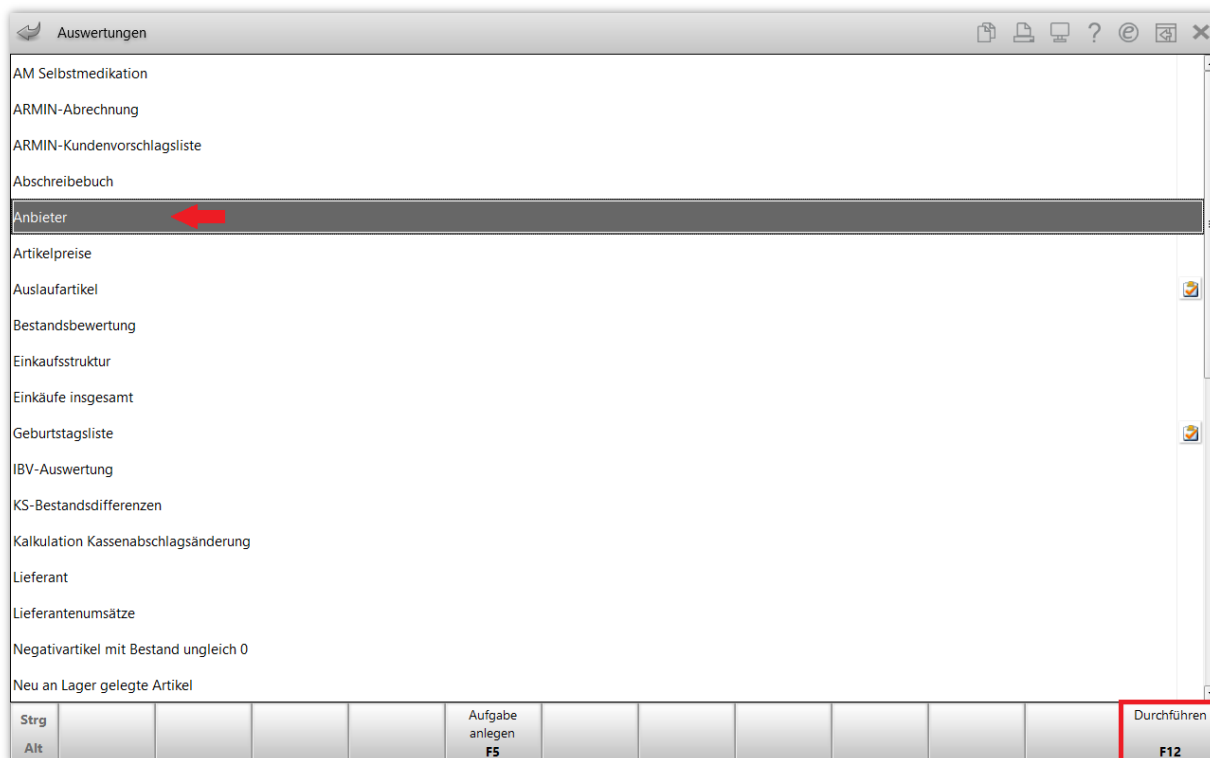 Auswertungen
AM Selbstmedikation
ARMIN-Abrechnung
ARMIN-Kundenvorschlagsliste
Abschreibebuch
Anbieter
Artikelpreise
Auslaufartikel
Bestandsbewertung
Einkaufsstruktur
Einkäufe insgesamt
Geburtstagsliste
IBV-Auswertung
KS-Bestandsdifferenzen
Kalkulation Kassenabschlagsänderung
Lieferant
Lieferantenumsätze
Negativartikel mit Bestand ungleich 0
Neu an Lager gelegte Artikel
Strg
Alt
Aufgabe
anlegen
F5
Durchführen
F12